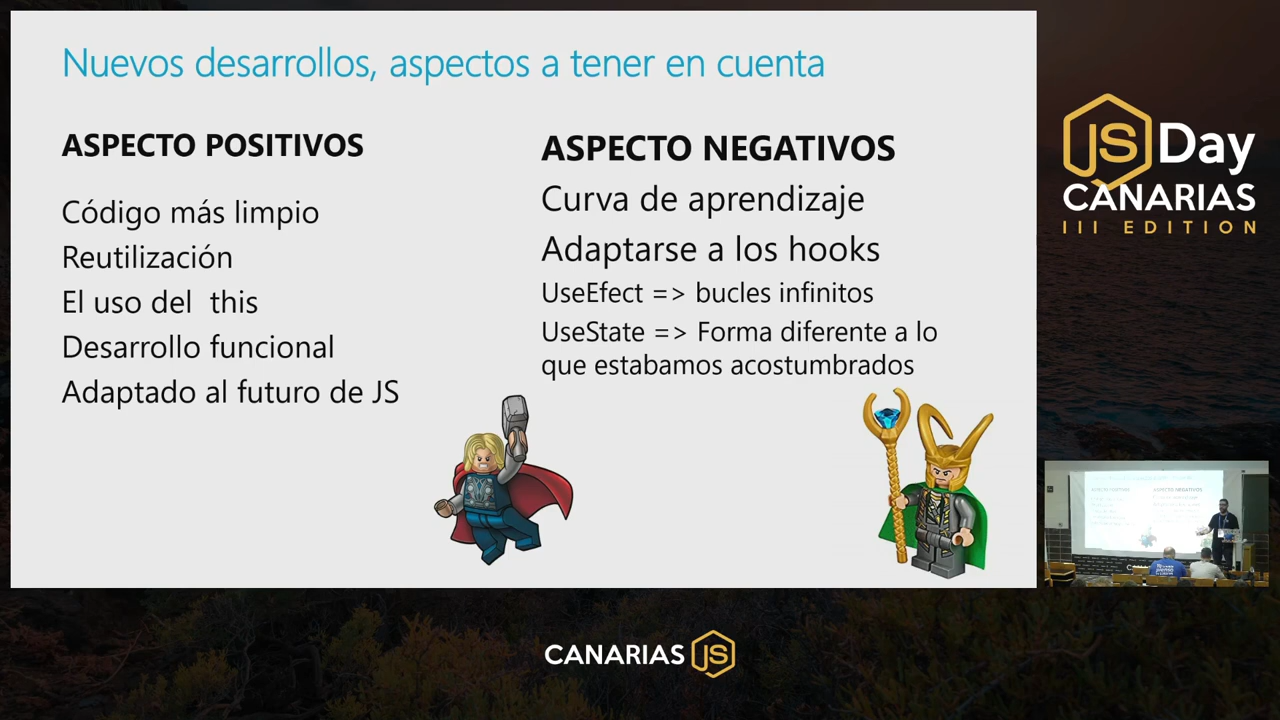 Nuevos desarrollos, aspectos a tener en cuenta
ASPECTO POSITIVOS
Código más limpio
Reutilización
El uso del  this
Desarrollo funcional
Adaptado al futuro de JS
ASPECTO NEGATIVOS
Curva de aprendizaje
Adaptarse a los hooks
UseEfect => bucles infinitos
UseState => Forma diferente a lo
que estabamos acostumbrados
JS Day
CANARIAS
III EDITION
ASPECTO NEGATIVOS
CANARIAS JS